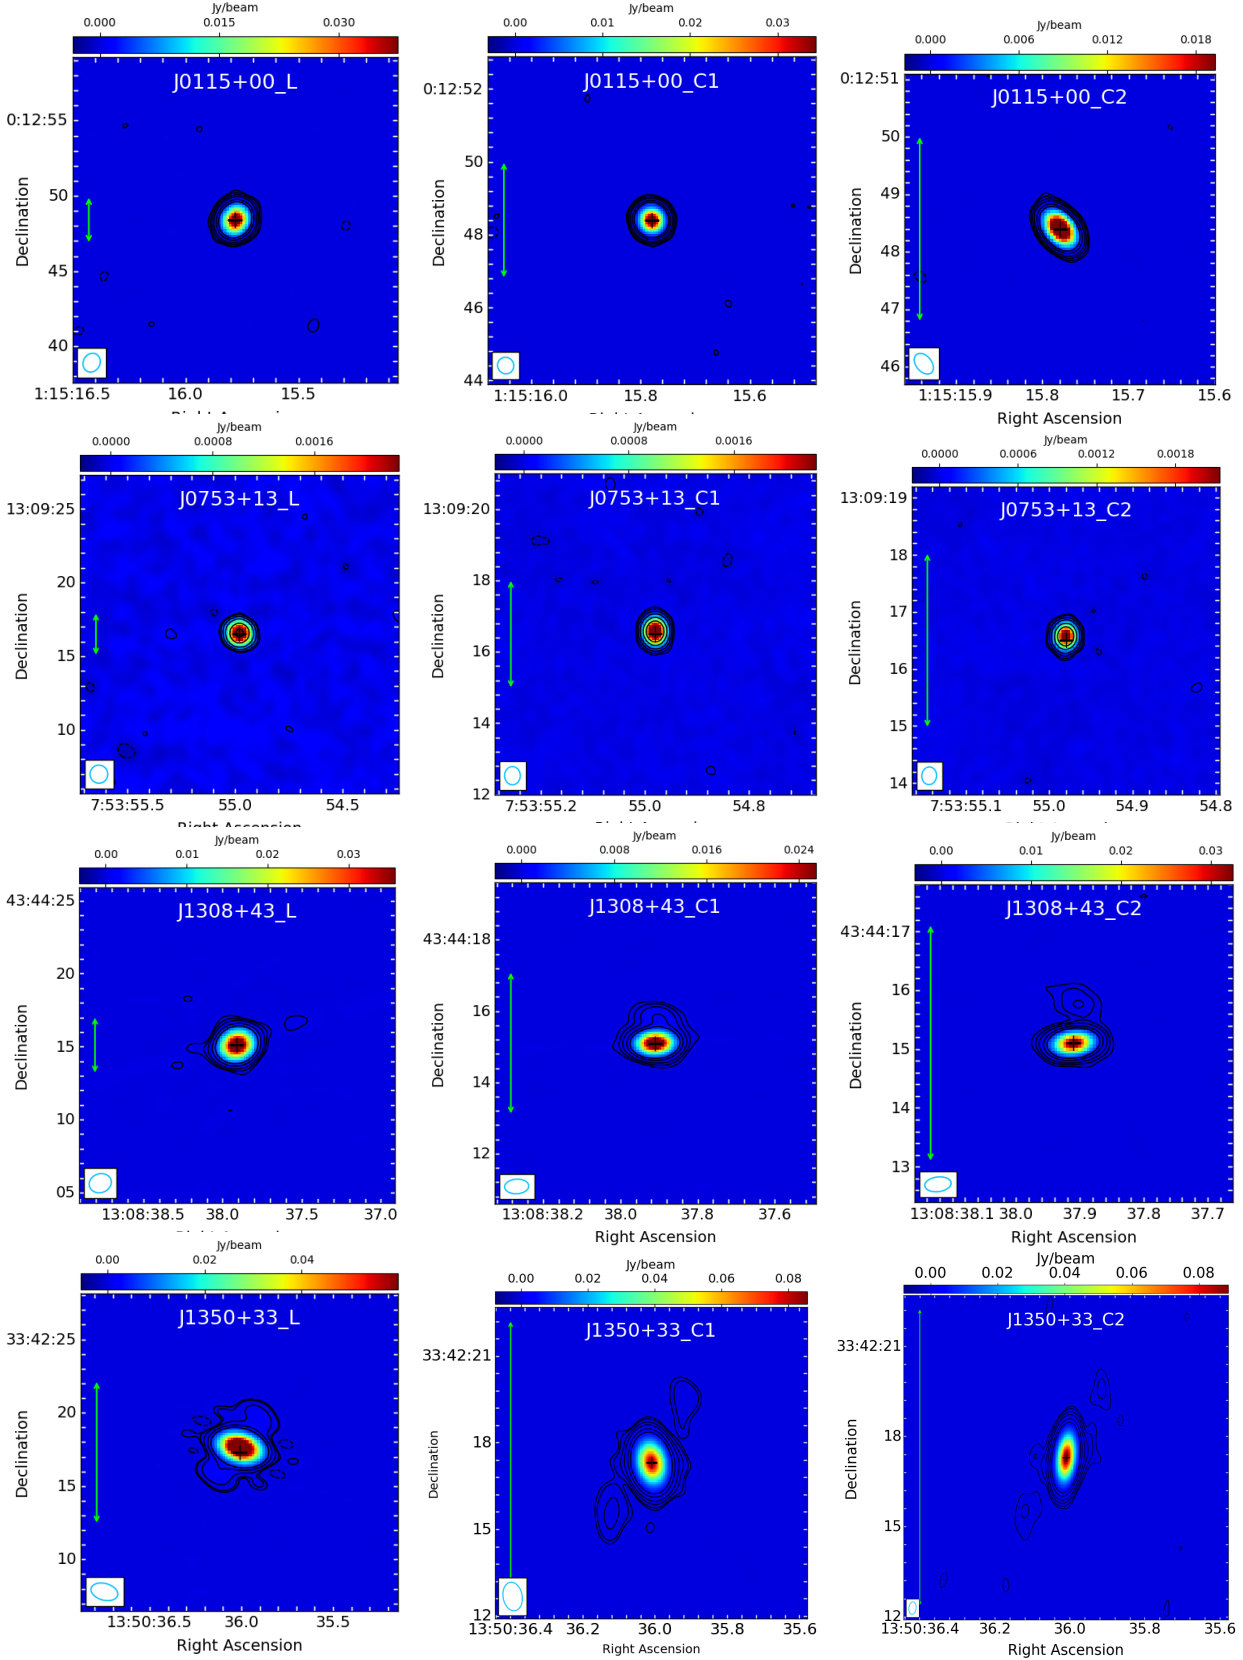 Jy/beam
0.000 0.015 0.030
J0115+00_L
0:12:55
50
45
40
Declination
1:15:16.5 16.0 15.5
Right Ascension
Jy/beam
0.00 0.01 0.02 0.03
J0115+00_C1
0:12:52
50
48
46
44
Declination
1:15:16.0 15.8 15.6
Right Ascension
Jy/beam
0.000 0.006 0.012 0.018
J0115+00_C2
0:12:51
50
49
48
47
46
Declination
1:15:15.9 15.8 15.7 15.6
Right Ascension
Jy/beam
0.0000 0.0008 0.0016
J0753+13_L
13:09:25
20
15
10
Declination
7:53:55.5 55.0 54.5
Right Ascension
Jy/beam
0.0000 0.0008 0.0016
J0753+13_C1
13:09:20
18
16
14
12
Declination
7:53:55.2 55.0 54.8
Right Ascension
Jy/beam
0.0000 0.0006 0.0012 0.0018
J0753+13_C2
13:09:19
18
17
16
15
14
Declination
7:53:55.1 55.0 54.9 54.8
Right Ascension
Jy/beam
0.00 0.01 0.02 0.03
J1308+43_L
43:44:25
20
15
10
05
Declination
13:08:38.5 38.0 37.5 37.0
Right Ascension
Jy/beam
0.000 0.008 0.016 0.024
J1308+43_C1
43:44:18
16
14
12
Declination
13:08:38.2 38.0 37.8 37.6
Right Ascension
Jy/beam
0.00 0.01 0.02 0.03
J1308+43_C2
43:44:17
16
15
14
13
Declination
13:08:38.1 38.0 37.9 37.8 37.7
Right Ascension
Jy/beam
0.00 0.02 0.04
J1350+33_L
33:42:25
20
15
10
Declination
13:50:36.5 36.0 35.5
Right Ascension
Jy/beam
0.00 0.02 0.04 0.06 0.08
J1350+33_C1
33:42:21
18
15
12
Declination
13:50:36.4 36.2 36.0 35.8 35.6
Right Ascension
Jy/beam
0.00 0.02 0.04 0.06 0.08
J1350+33_C2
33:42:21
18
15
12
Declination
13:50:36.4 36.2 36.0 35.8 35.6
Right Ascension